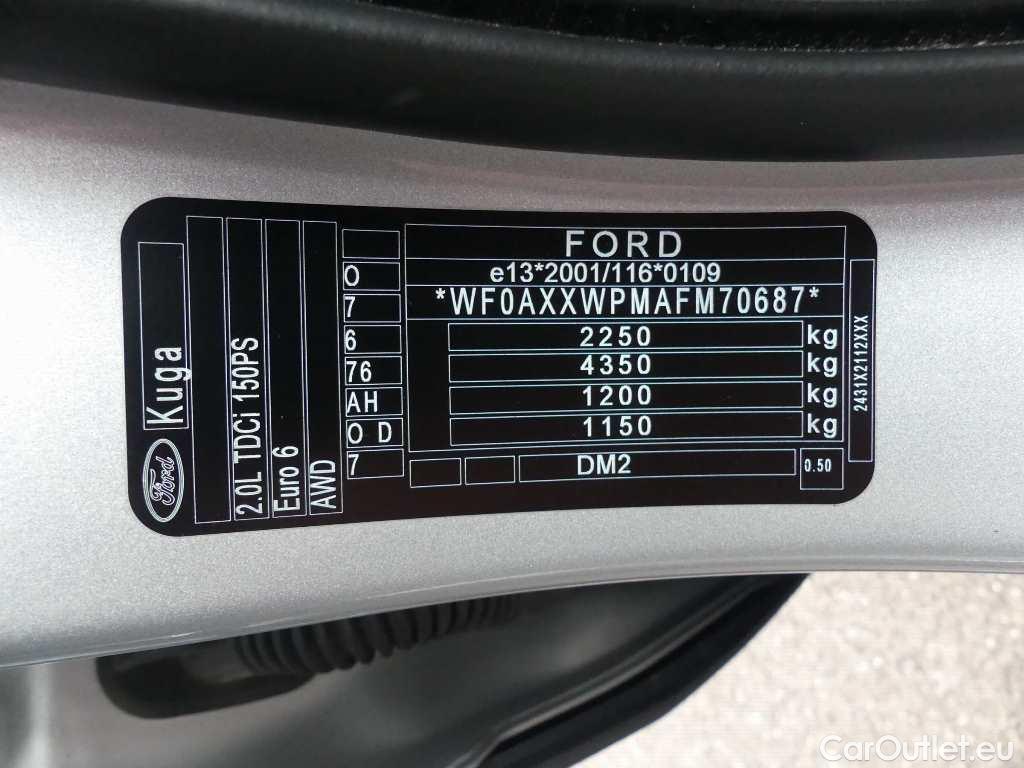 Ford
Kuga
2.0L TDCi 150PS
Euro 6
AWD
O
7
6
76
AH
O D
7
FORD
e13*2001/116*0109
*WF0AXXWPMAFM70687*
2250 kg
4350 kg
1200 kg
1150 kg
DM2
0.50
2431X2112XXX
CarOutlet.eu